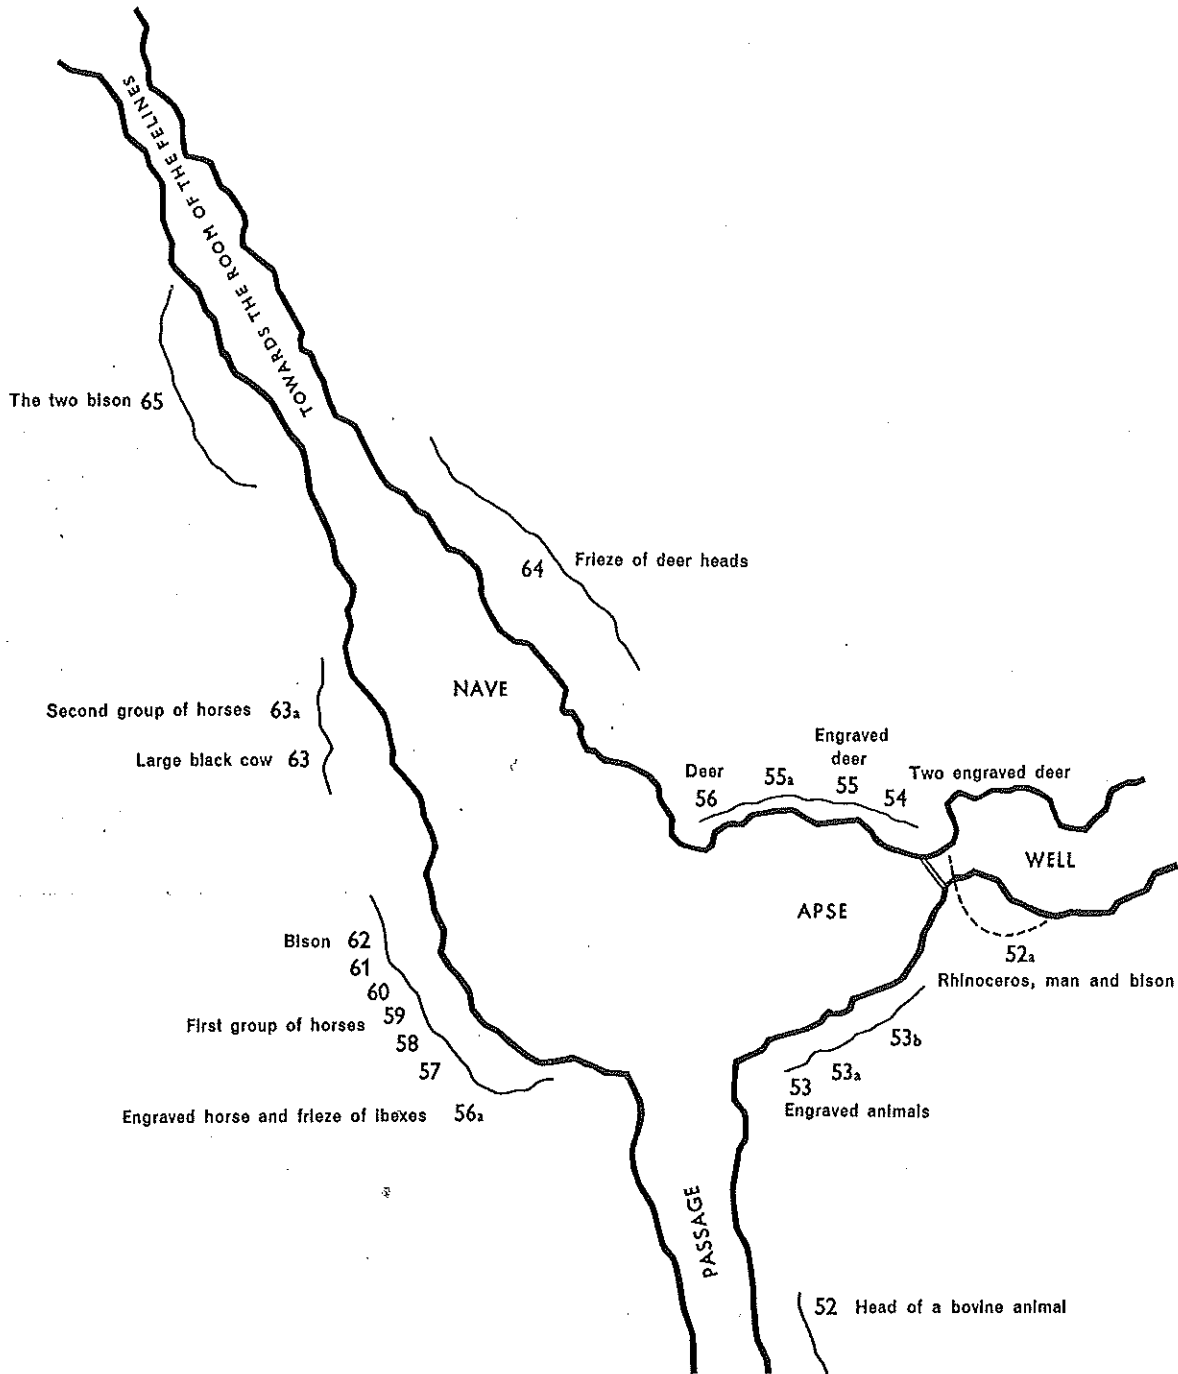 TOWARDS THE ROOM OF THE FELINES
The two bison 65
64 Frieze of deer heads
NAVE
Second group of horses 63a
Large black cow 63
Deer
56
55a
Engraved
deer
55
54
Two engraved deer
WELL
APSE
Bison 62
61
60
First group of horses 59
58
57
Engraved horse and frieze of ibexes 56a
52a
Rhinoceros, man and bison
53b
53a
53
Engraved animals
PASSAGE
52 Head of a bovine animal